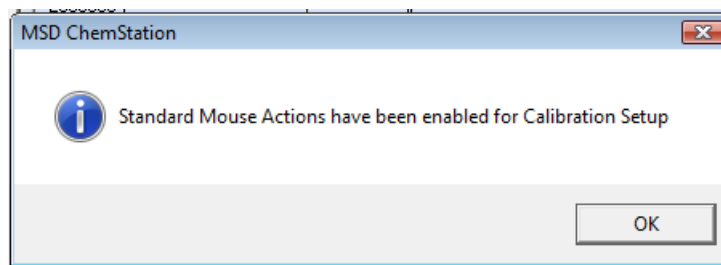 MSD ChemStation
Standard Mouse Actions have been enabled for Calibration Setup
OK